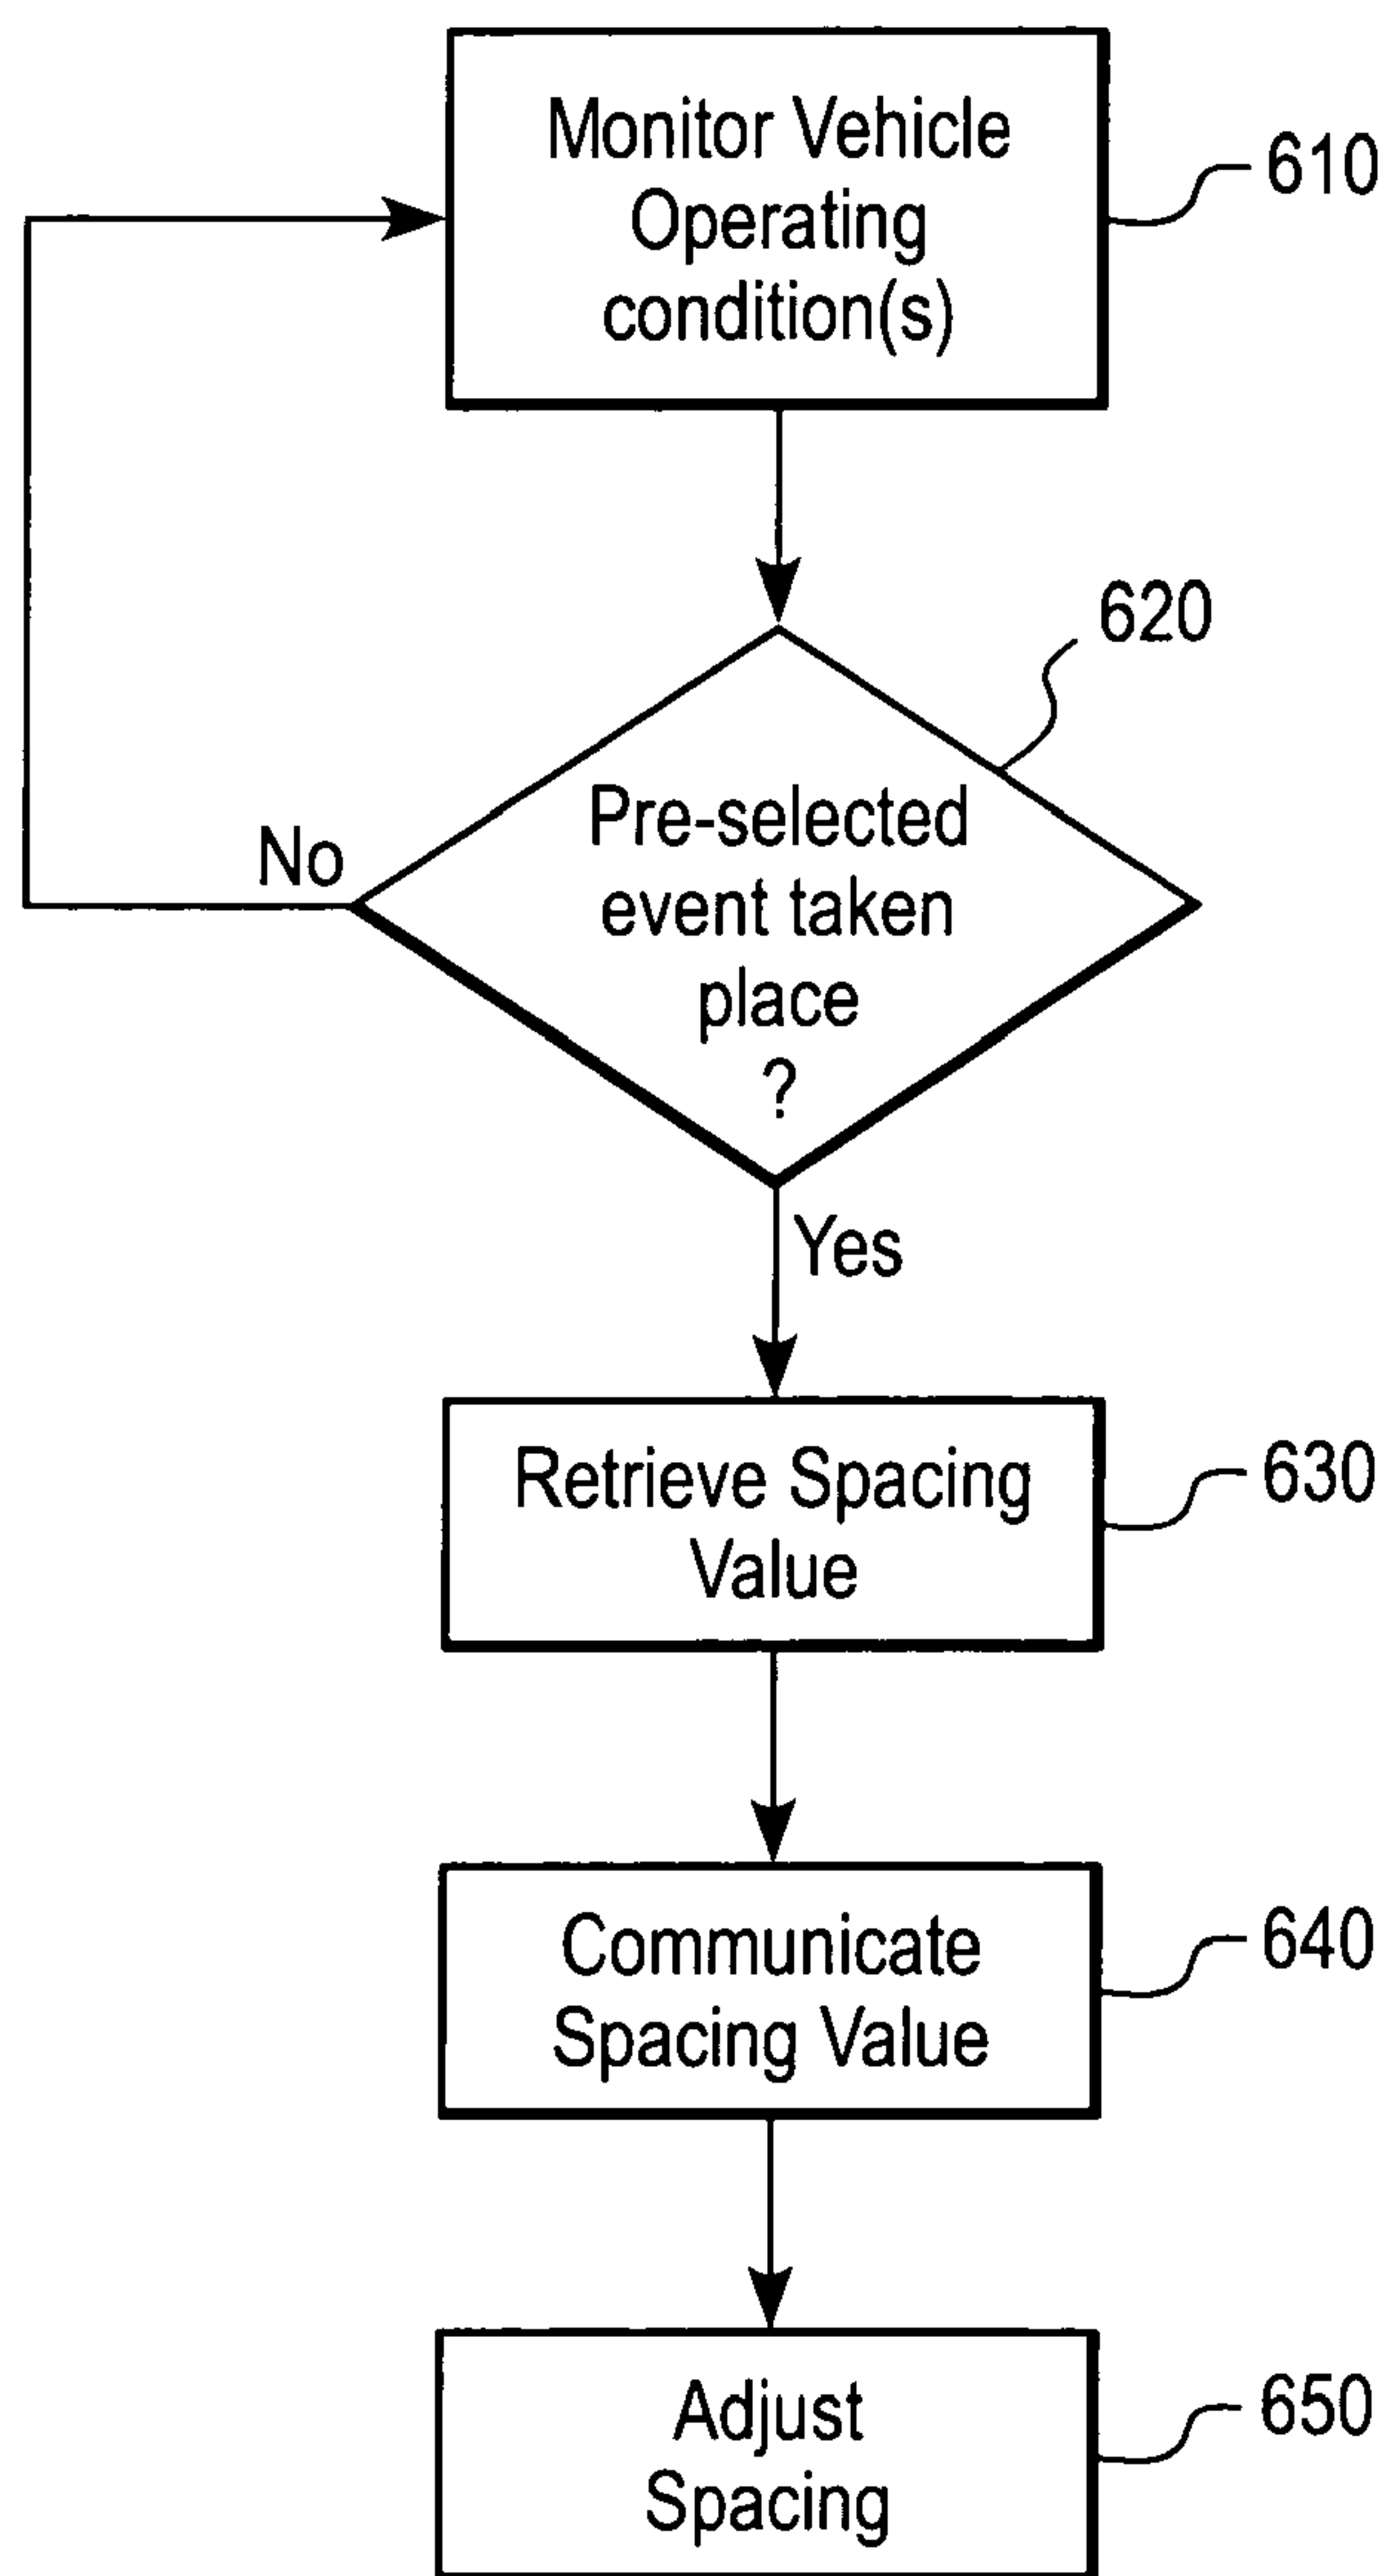 Monitor Vehicle
Operating
condition(s)
610
620
Pre-selected
event taken
place
?
No
Yes
Retrieve Spacing
Value
630
Communicate
Spacing Value
640
Adjust
Spacing
650